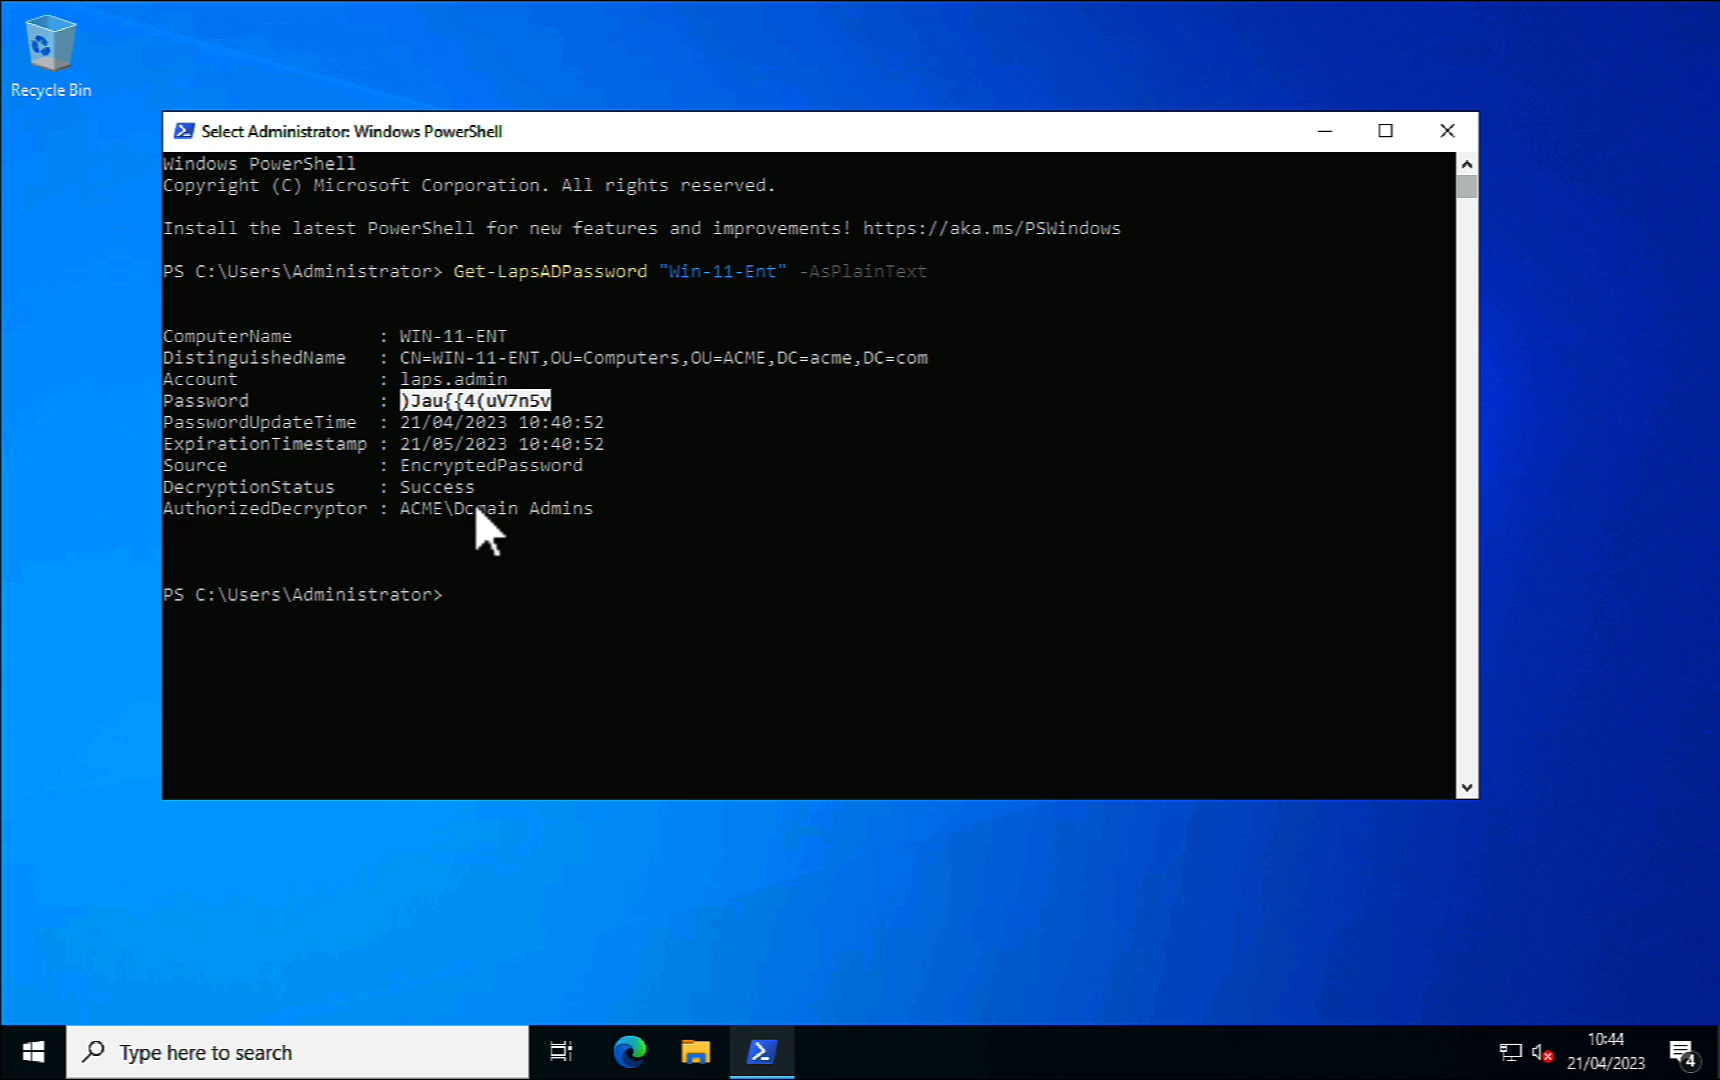 Recycle Bin
Select Administrator: Windows PowerShell
Windows PowerShell
Copyright (C) Microsoft Corporation. All rights reserved.
Install the latest PowerShell for new features and improvements! https://aka.ms/PSWindows
PS C:\Users\Administrator> Get-LapsADPassword "Win-11-Ent" -AsPlainText
ComputerName        : WIN-11-ENT
DistinguishedName   : CN=WIN-11-ENT,OU=Computers,OU=ACME,DC=acme,DC=com
Account             : laps.admin
Password            : )Jau{{4(uV7n5v
PasswordUpdateTime  : 21/04/2023 10:40:52
ExpirationTimestamp : 21/05/2023 10:40:52
Source              : EncryptedPassword
DecryptionStatus    : Success
AuthorizedDecryptor : ACME\Domain Admins
PS C:\Users\Administrator>
Type here to search
10:44
21/04/2023
4